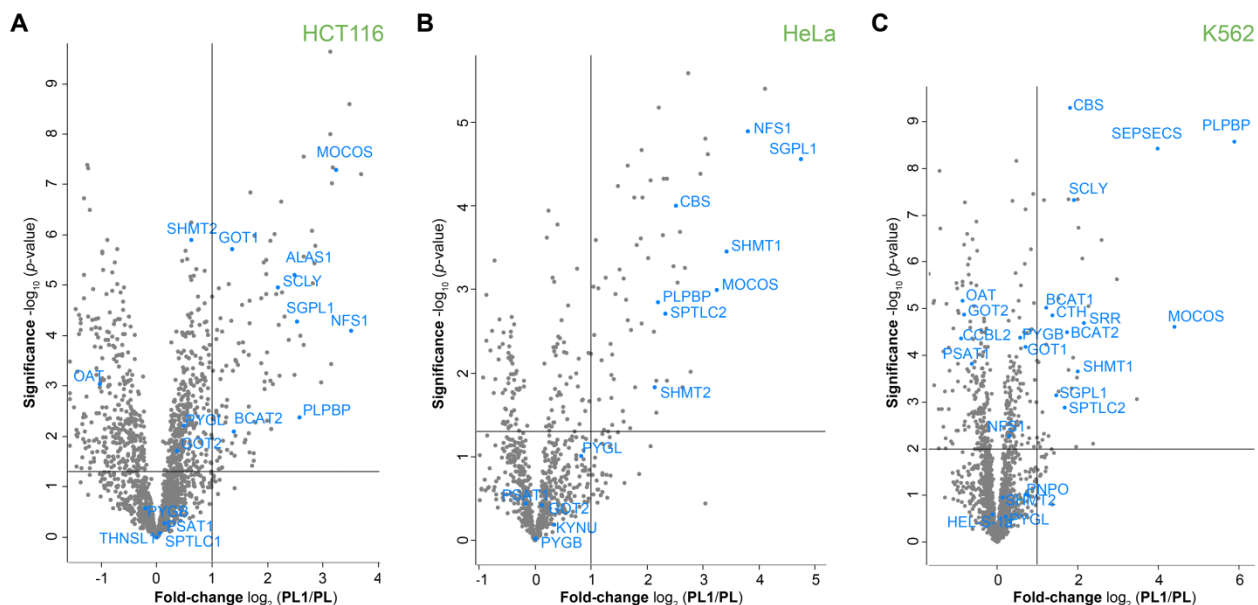 A
HCT116
Significance -log10 (p-value)
9
8
7
6
5
4
3
2
1
0
MOCOS
SHMT2
GOT1
ALAS1
SCLY
SGPL1
NFS1
OAT
PYGL
BCAT2
PLPBP
GOT2
PYGB
PSAT1
THNSL1
SPTLC1
-1
0
1
2
3
4
Fold-change log2 (PL1/PL)
B
HeLa
Significance -log10 (p-value)
5
4
3
2
1
0
NFS1
SGPL1
CBS
SHMT1
MOCOS
PLPBP
SPTLC2
SHMT2
PYGL
PSAT1
GOT2
KYNU
PYGB
-1
0
1
2
3
4
5
Fold-change log2 (PL1/PL)
C
K562
Significance -log10 (p-value)
9
8
7
6
5
4
3
2
1
0
CBS
SEPSECS
PLPBP
SCLY
OAT
BCAT1
GOT2
CTH
SRR
MOCOS
CCBL2
PYGB
BCAT2
PSAT1
GOT1
SHMT1
SGPL1
SPTLC2
NFS1
PNPO
SHMT2
PYGL
0
2
4
6
Fold-change log2 (PL1/PL)